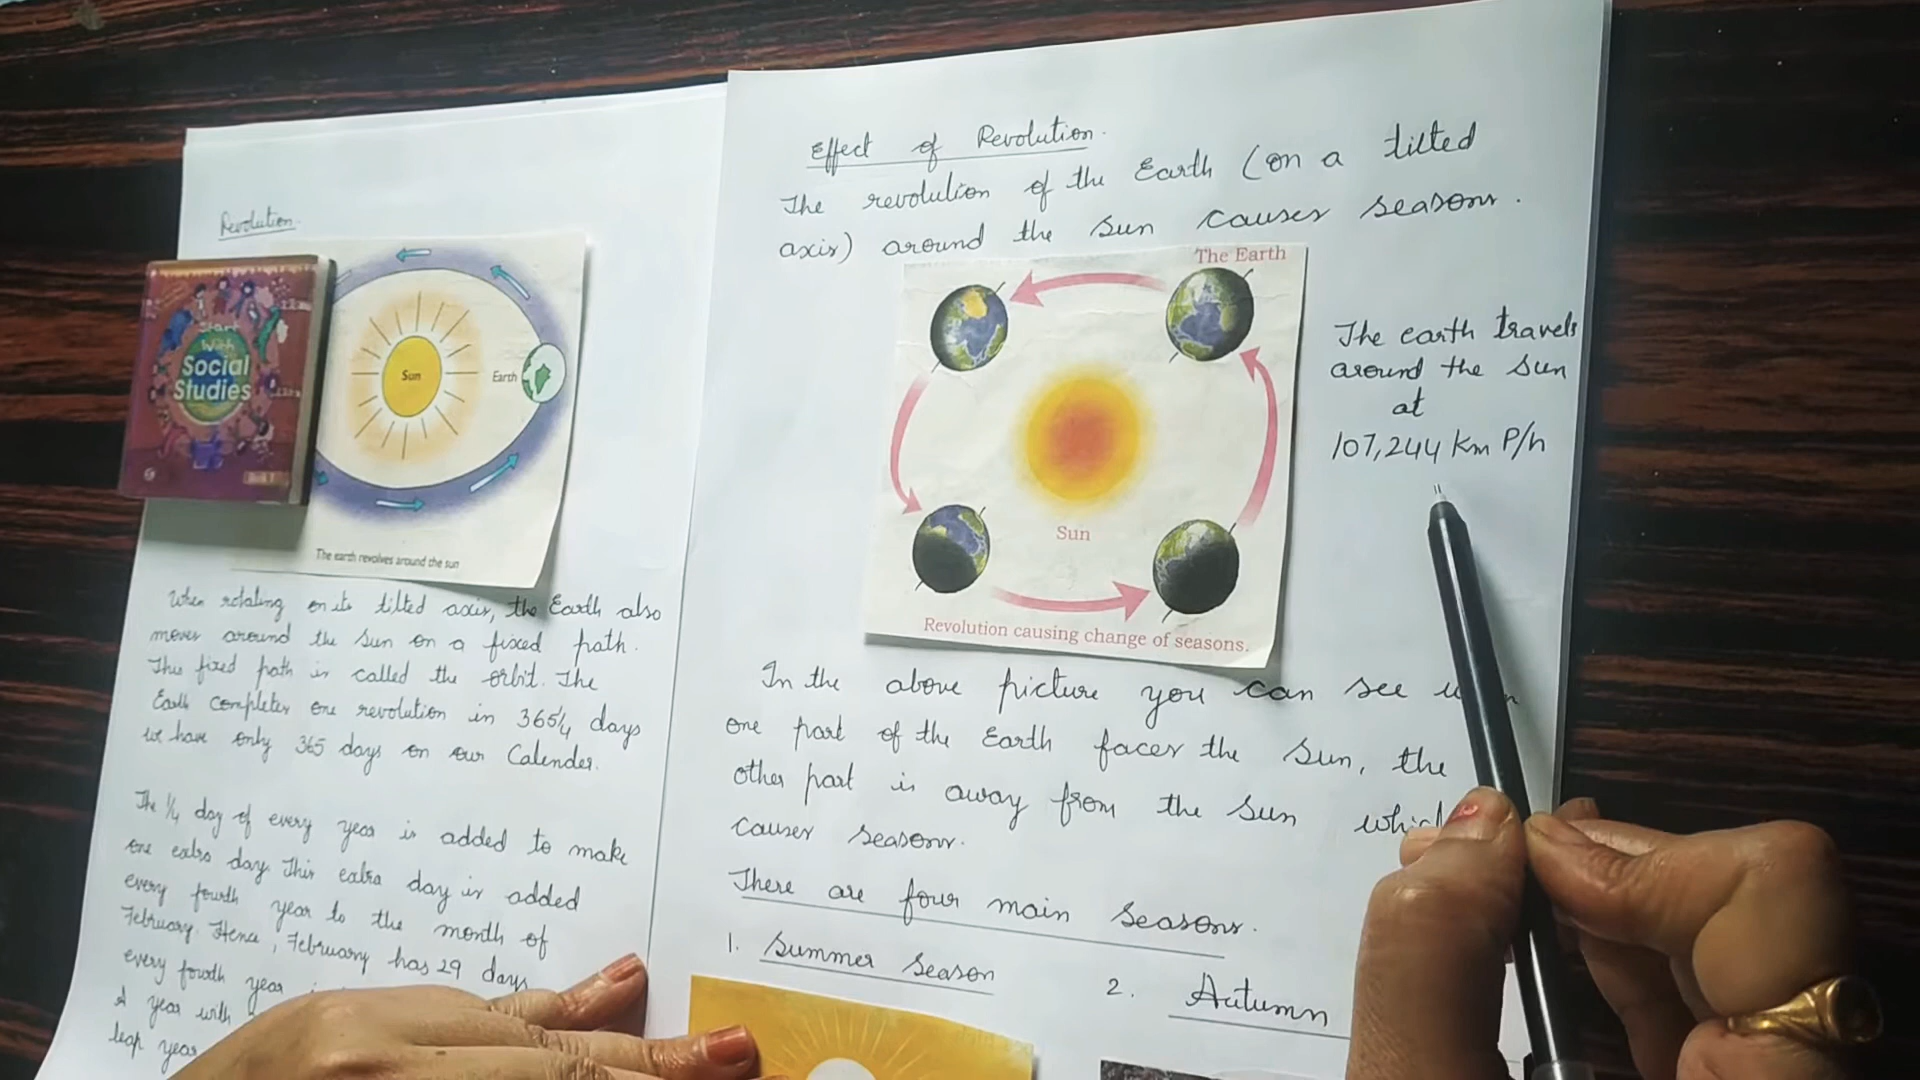 Revolution.
Start
With
Social
Studies
Sun
Earth
The earth revolves around the sun
When rotating on its tilted axis, the Earth also
moves around the sun on a fixed path.
This fixed path is called the orbit. The
Earth completes one revolution in 365¼ days
we have only 365 days on our Calender.
The ¼ day of every year is added to make
one extra day. This extra day is added
every fourth year to the month of
February. Hence, February has 29 days
every fourth year
A year with
leap year
Effect of Revolution.
The revolution of the Earth (on a tilted
axis) around the sun causes seasons.
The Earth
Sun
Revolution causing change of seasons.
The earth travels
around the sun
at
107,244 Km P/h
In the above picture you can see
one part of the Earth faces the Sun, the
other part is away from the Sun
causes seasons.
There are four main seasons.
1. Summer Season
2. Autumn